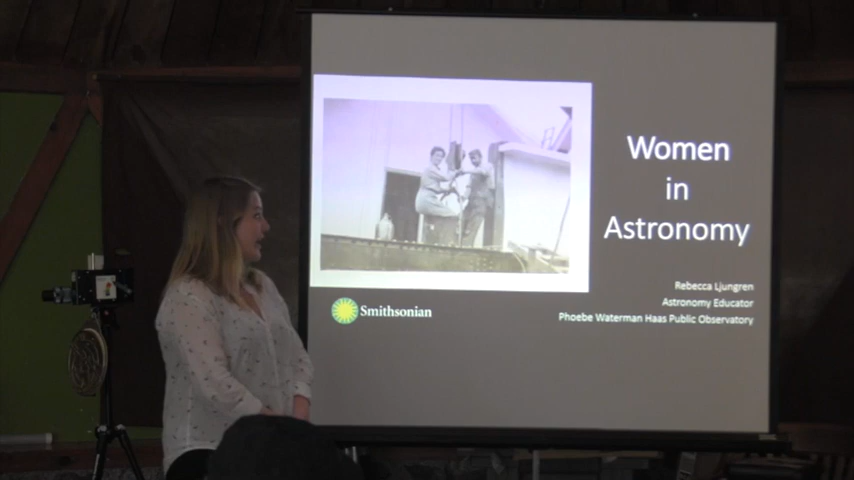 Women
in
Astronomy
Rebecca Ljungren
Astronomy Educator
Phoebe Waterman Haas Public Observatory
Smithsonian